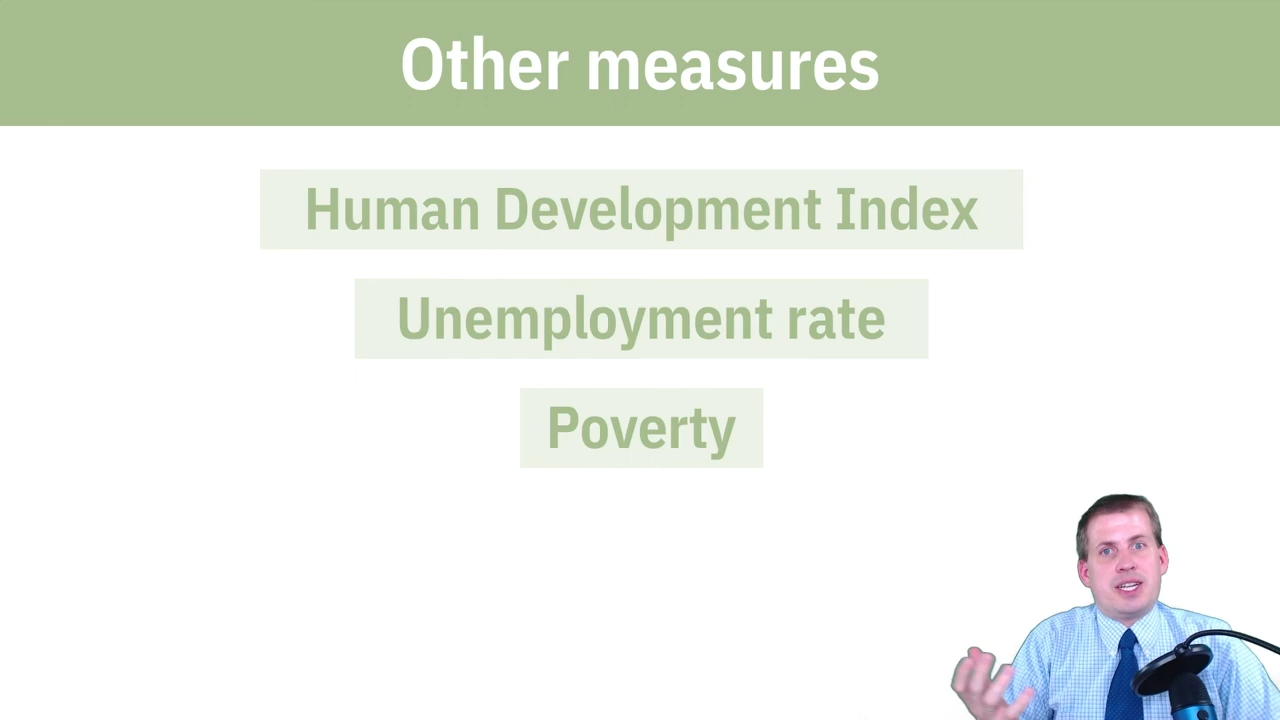 Other measures
Human Development Index
Unemployment rate
Poverty